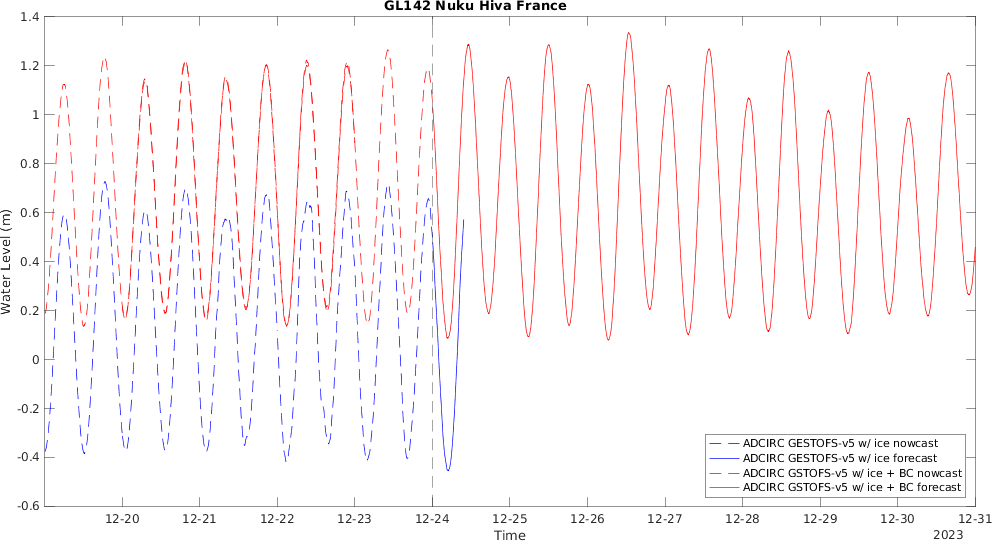 GL142 Nuku Hiva France
Water Level (m)
1.4
1.2
1
0.8
0.6
0.4
0.2
0
-0.2
-0.4
-0.6
ADCIRC GESTOFS-v5 w/ ice nowcast
ADCIRC GESTOFS-v5 w/ ice forecast
ADCIRC GSTOFS-v5 w/ ice + BC nowcast
ADCIRC GSTOFS-v5 w/ ice + BC forecast
12-20 12-21 12-22 12-23 12-24 12-25 12-26 12-27 12-28 12-29 12-30 12-31
Time
2023